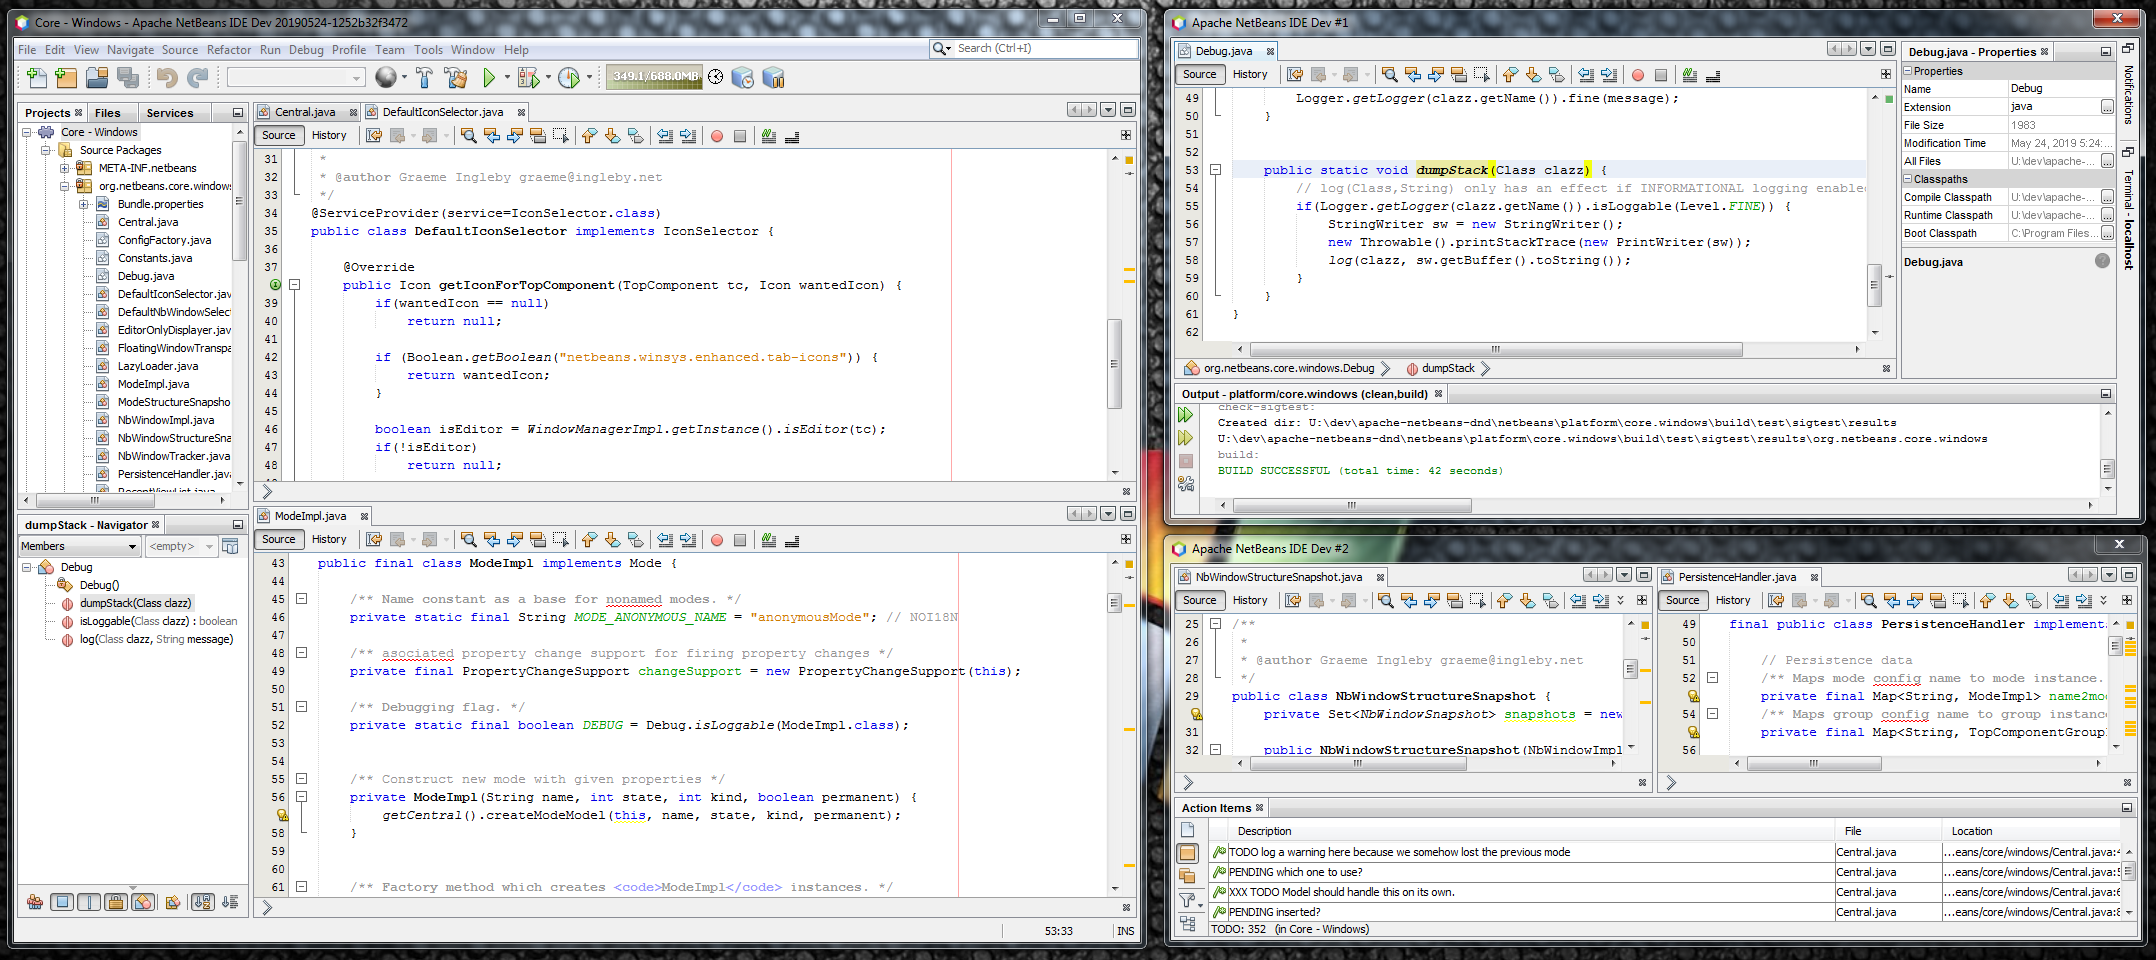 Core - Windows - Apache NetBeans IDE Dev 20190524-1252b32f3472
File Edit View Navigate Source Refactor Run Debug Profile Team Tools Window Help
Search (Ctrl+I)
349.1/688.0MB
Projects Files Services
Core - Windows
Source Packages
META-INF.netbeans
org.netbeans.core.windows
Bundle.properties
Central.java
ConfigFactory.java
Constants.java
Debug.java
DefaultIconSelector.jav
DefaultNbWindowSelec
EditorOnlyDisplayer.java
FloatingWindowTranspa
LazyLoader.java
ModeImpl.java
ModeStructureSnapsho
NbWindowImpl.java
NbWindowStructureSna
NbWindowTracker.java
PersistenceHandler.java
RecentViewList.java
dumpStack - Navigator
Members
<empty>
Debug
Debug()
dumpStack(Class clazz)
isLoggable(Class clazz) : boolean
log(Class clazz, String message)
Central.java DefaultIconSelector.java
Source History
31 *
32 * @author Graeme Ingleby graeme@ingleby.net
33 */
34 @ServiceProvider(service=IconSelector.class)
35 public class DefaultIconSelector implements IconSelector {
36
37 @Override
public Icon getIconForTopComponent(TopComponent tc, Icon wantedIcon) {
39 if(wantedIcon == null)
40 return null;
41
42 if (Boolean.getBoolean("netbeans.winsys.enhanced.tab-icons")) {
43 return wantedIcon;
44 }
45
46 boolean isEditor = WindowManagerImpl.getInstance().isEditor(tc);
47 if(!isEditor)
48 return null;
ModeImpl.java
Source History
43 public final class ModeImpl implements Mode {
44
45 /** Name constant as a base for nonamed modes. */
46 private static final String MODE_ANONYMOUS_NAME = "anonymousMode"; // NOI18N
47
48 /** asociated property change support for firing property changes */
49 private final PropertyChangeSupport changeSupport = new PropertyChangeSupport(this);
50
51 /** Debugging flag. */
52 private static final boolean DEBUG = Debug.isLoggable(ModeImpl.class);
53
54
55 /** Construct new mode with given properties */
56 private ModeImpl(String name, int state, int kind, boolean permanent) {
getCentral().createModeModel(this, name, state, kind, permanent);
58 }
59
60
61 /** Factory method which creates <code>ModeImpl</code> instances. */
53:33 INS
Apache NetBeans IDE Dev #1
Debug.java
Source History
49 Logger.getLogger(clazz.getName()).fine(message);
50 }
51
52
53 public static void dumpStack(Class clazz) {
54 // log(Class,String) only has an effect if INFORMATIONAL logging enable
55 if(Logger.getLogger(clazz.getName()).isLoggable(Level.FINE)) {
56 StringWriter sw = new StringWriter();
57 new Throwable().printStackTrace(new PrintWriter(sw));
58 log(clazz, sw.getBuffer().toString());
59 }
60 }
61 }
62
org.netbeans.core.windows.Debug dumpStack
Debug.java - Properties
Properties
Name Debug
Extension java
File Size 1983
Modification Time May 24, 2019 5:24:...
All Files U:\dev\apache-...
Classpaths
Compile Classpath U:\dev\apache-...
Runtime Classpath U:\dev\apache-...
Boot Classpath C:\Program Files...
Debug.java
Notifications
Terminal - localhost
Output - platform/core.windows (clean,build)
check-sigtest:
Created dir: U:\dev\apache-netbeans-dnd\netbeans\platform\core.windows\build\test\sigtest\results
U:\dev\apache-netbeans-dnd\netbeans\platform\core.windows\build\test\sigtest\results\org.netbeans.core.windows
build:
BUILD SUCCESSFUL (total time: 42 seconds)
Apache NetBeans IDE Dev #2
NbWindowStructureSnapshot.java
Source History
25 /**
26 *
27 * @author Graeme Ingleby graeme@ingleby.net
28 */
29 public class NbWindowStructureSnapshot {
private Set<NbWindowSnapshot> snapshots = new
31
32 public NbWindowStructureSnapshot(NbWindowImpl
PersistenceHandler.java
Source History
49 final public class PersistenceHandler implement
50
51 // Persistence data
52 /** Maps mode config name to mode instance.
private final Map<String, ModeImpl> name2mod
54 /** Maps group config name to group instance
private final Map<String, TopComponentGroup
56
Action Items
Description File Location
TODO log a warning here because we somehow lost the previous mode Central.java ...eans/core/windows/Central.java:4
PENDING which one to use? Central.java ...eans/core/windows/Central.java:5
XXX TODO Model should handle this on its own. Central.java ...eans/core/windows/Central.java:6
PENDING inserted? Central.java ...eans/core/windows/Central.java:8
TODO: 352 (in Core - Windows)